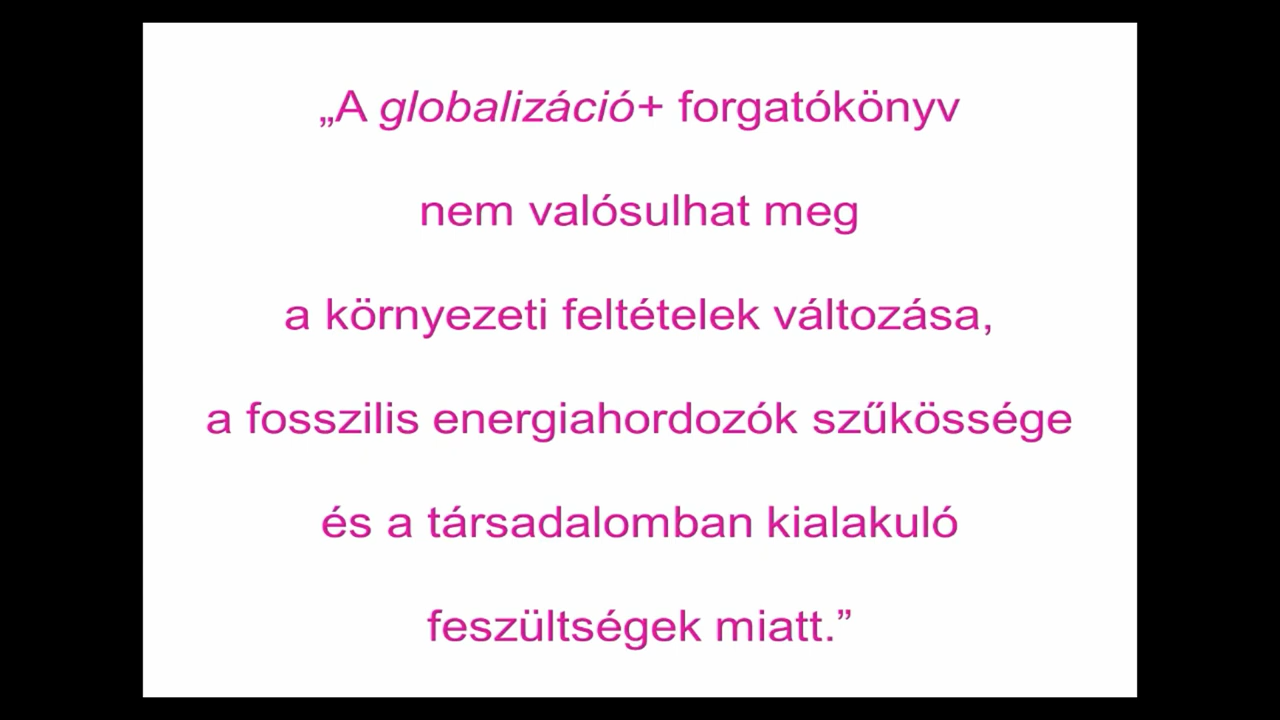 „A globalizáció+ forgatókönyv
nem valósulhat meg
a környezeti feltételek változása,
a fosszilis energiahordozók szűkössége
és a társadalomban kialakuló
feszültségek miatt.”